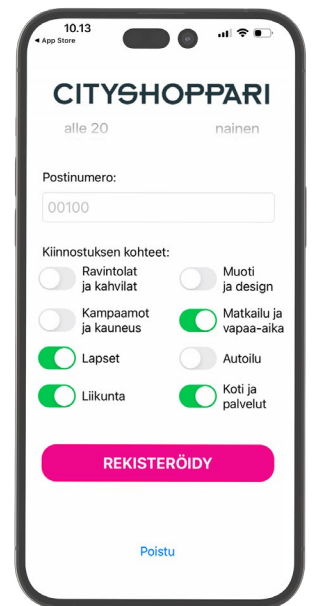 10.13
App Store
CITYSHOPPARI
alle 20 nainen
Postinumero:
00100
Kiinnostuksen kohteet:
Ravintolat
ja kahvilat
Muoti
ja design
Kampaamot
ja kauneus
Matkailu ja
vapaa-aika
Lapset
Autoilu
Liikunta
Koti ja
palvelut
REKISTERÖIDY
Poistu